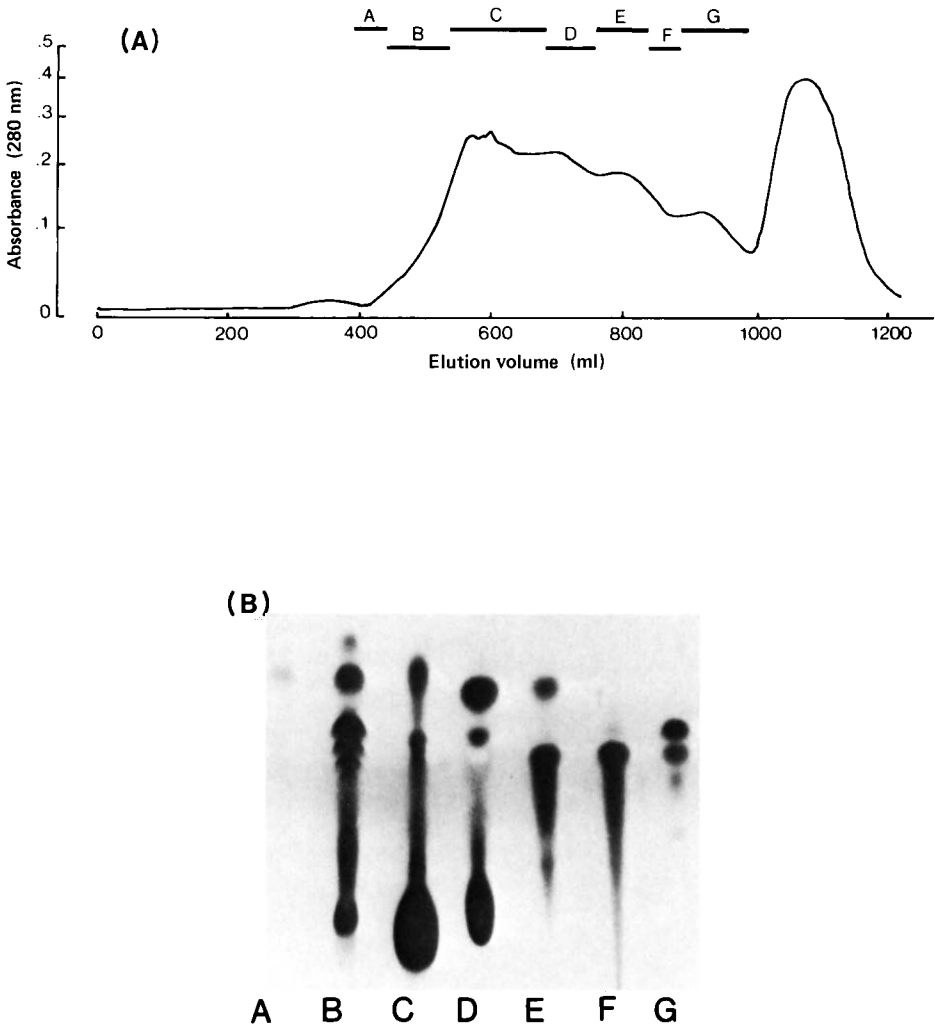 A C E G
B D F
(A)
.5
.4
.3
.2
.1
0
Absorbance (280 nm)
0 200 400 600 800 1000 1200
Elution volume (ml)
(B)
A B C D E F G